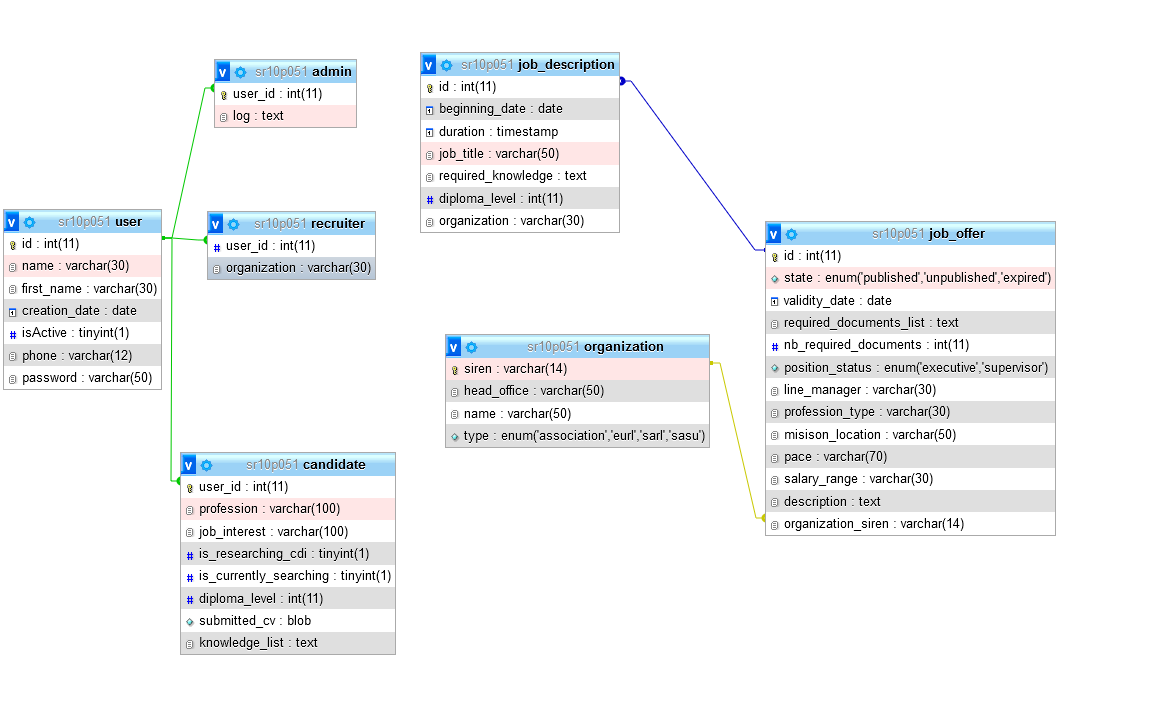 v sr10p051 admin
user_id : int(11)
log : text
v sr10p051 job_description
id : int(11)
beginning_date : date
duration : timestamp
job_title : varchar(50)
required_knowledge : text
diploma_level : int(11)
organization : varchar(30)
v sr10p051 user
id : int(11)
name : varchar(30)
first_name : varchar(30)
creation_date : date
isActive : tinyint(1)
phone : varchar(12)
password : varchar(50)
v sr10p051 recruiter
user_id : int(11)
organization : varchar(30)
v sr10p051 job_offer
id : int(11)
state : enum('published','unpublished','expired')
validity_date : date
required_documents_list : text
nb_required_documents : int(11)
position_status : enum('executive','supervisor')
line_manager : varchar(30)
profession_type : varchar(30)
misison_location : varchar(50)
pace : varchar(70)
salary_range : varchar(30)
description : text
organization_siren : varchar(14)
v sr10p051 organization
siren : varchar(14)
head_office : varchar(50)
name : varchar(50)
type : enum('association','eurl','sarl','sasu')
v sr10p051 candidate
user_id : int(11)
profession : varchar(100)
job_interest : varchar(100)
is_researching_cdi : tinyint(1)
is_currently_searching : tinyint(1)
diploma_level : int(11)
submitted_cv : blob
knowledge_list : text